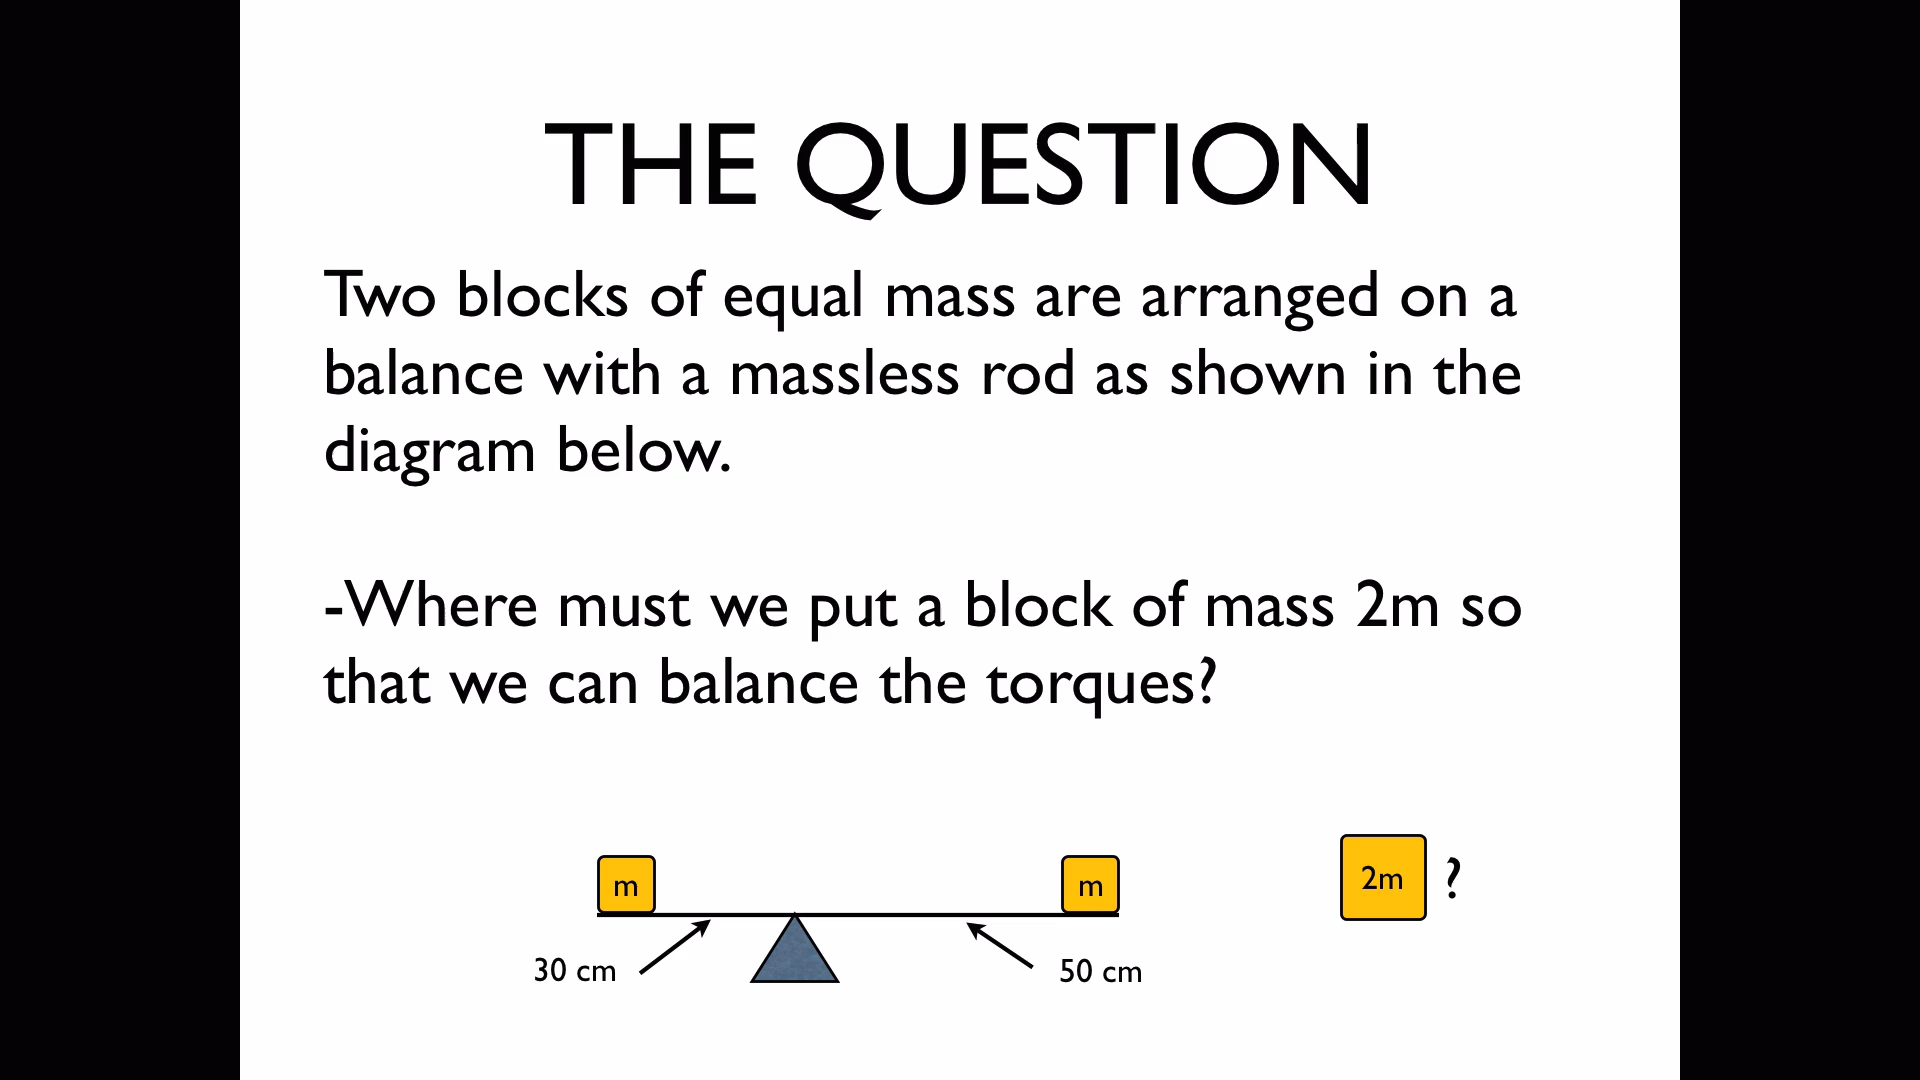 THE QUESTION
Two blocks of equal mass are arranged on a
balance with a massless rod as shown in the
diagram below.
-Where must we put a block of mass 2m so
that we can balance the torques?
m
m
2m ?
30 cm
50 cm